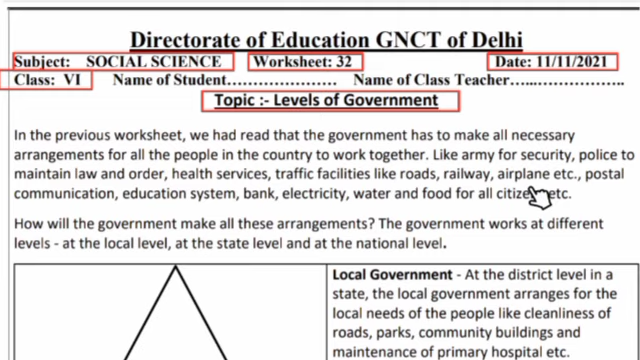 Directorate of Education GNCT of Delhi
Subject: SOCIAL SCIENCE Worksheet: 32 Date: 11/11/2021
Class: VI Name of Student………………… Name of Class Teacher…..……………..
Topic :- Levels of Government
In the previous worksheet, we had read that the government has to make all necessary
arrangements for all the people in the country to work together. Like army for security, police to
maintain law and order, health services, traffic facilities like roads, railway, airplane etc., postal
communication, education system, bank, electricity, water and food for all etc.
How will the government make all these arrangements? The government works at different
levels - at the local level, at the state level and at the national level.
Local Government - At the district level in a
state, the local government arranges for the
local needs of the people like cleanliness of
roads, parks, community buildings and
maintenance of primary hospital etc.